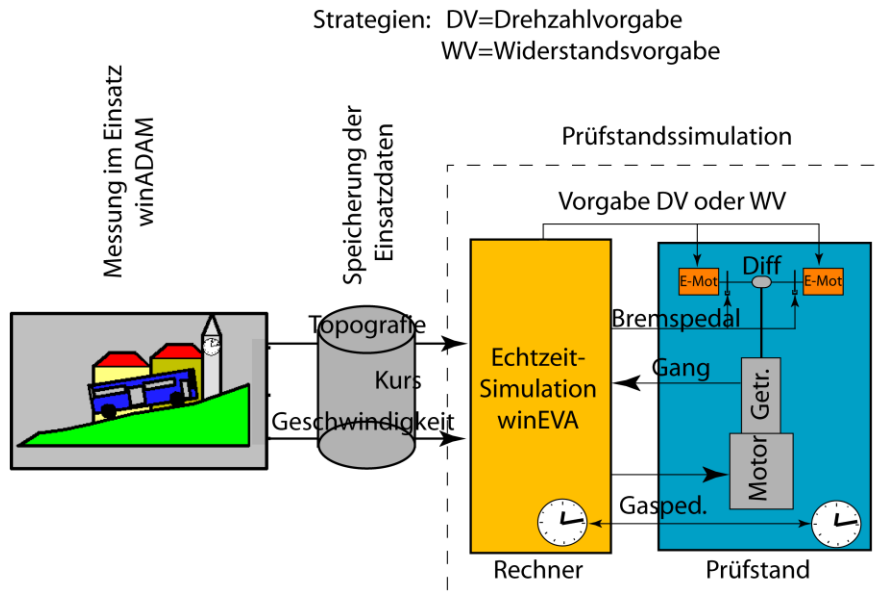 Strategien: DV=Drehzahlvorgabe
WV=Widerstandsvorgabe
Messung im Einsatz
winADAM
Speicherung der
Einsatzdaten
Prüfstandssimulation
Vorgabe DV oder WV
E-Mot
Diff
E-Mot
Topografie
Kurs
Geschwindigkeit
Echtzeit-
Simulation
winEVA
Bremspedal
Gang
Getr.
Motor
Gasped.
Rechner
Prüfstand